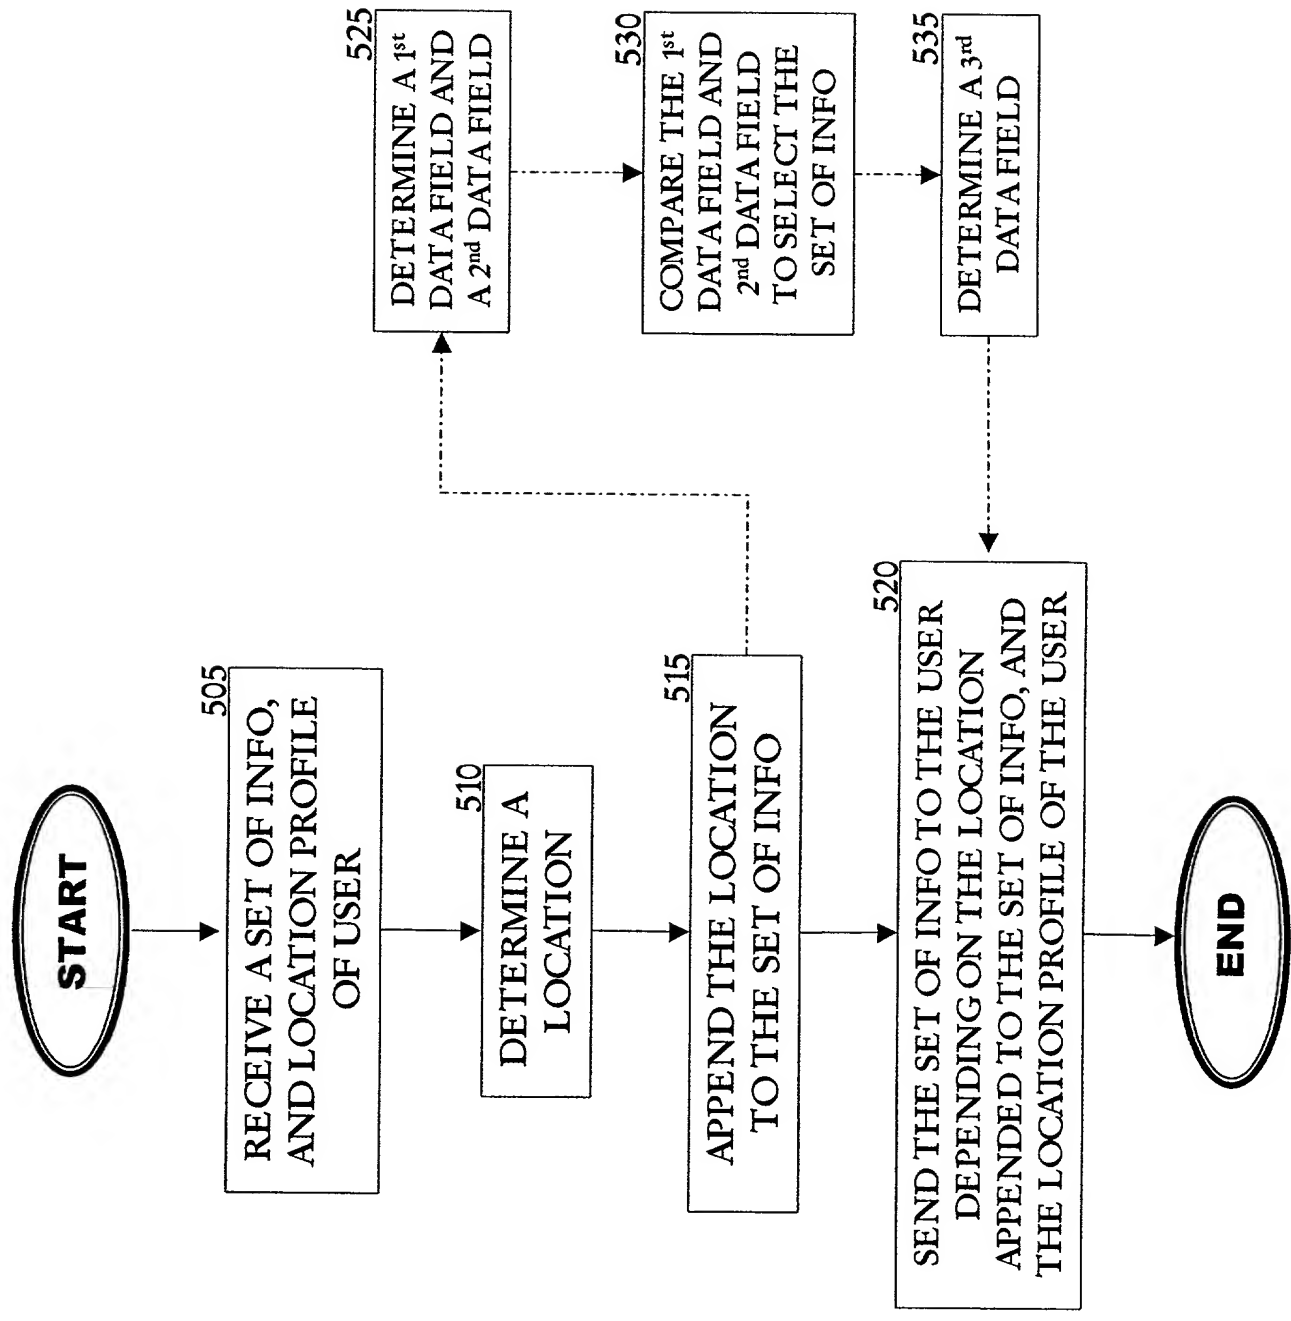 START
505
RECEIVE A SET OF INFO,
AND LOCATION PROFILE
OF USER
510
DETERMINE A
LOCATION
515
APPEND THE LOCATION
TO THE SET OF INFO
520
SEND THE SET OF INFO TO THE USER
DEPENDING ON THE LOCATION
APPENDED TO THE SET OF INFO, AND
THE LOCATION PROFILE OF THE USER
END
525
DETERMINE A 1st
DATA FIELD AND
A 2nd DATA FIELD
530
COMPARE THE 1st
DATA FIELD AND
2nd DATA FIELD
TO SELECT THE
SET OF INFO
535
DETERMINE A 3rd
DATA FIELD